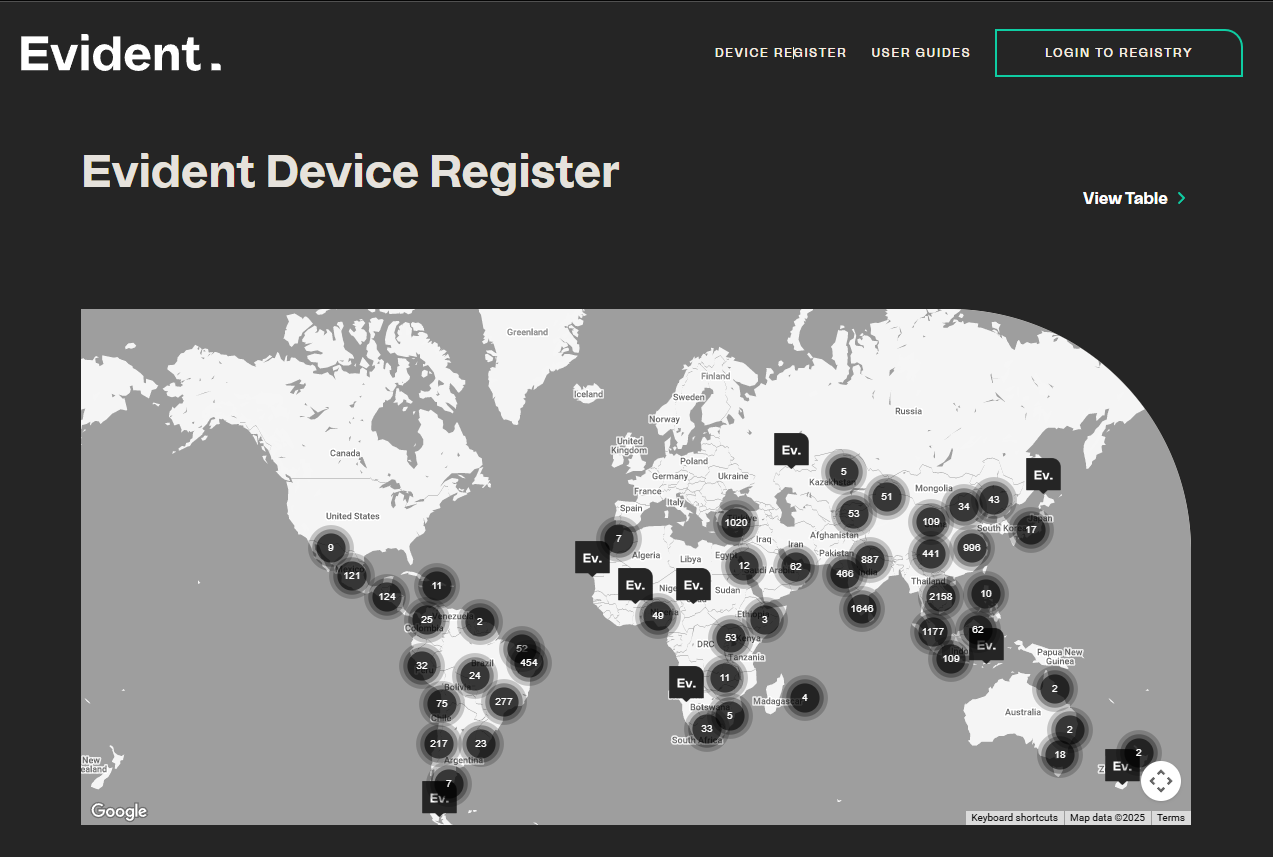 Evident.
DEVICE REGISTER
USER GUIDES
LOGIN TO REGISTRY
Evident Device Register
View Table
Greenland
Iceland
Finland
Sweden
Norway
Russia
United
Kingdom
Canada
Poland
Germany
Ukraine
France
Italy
Spain
Ev.
5
Kazakhstan
Mongolia
Ev.
51
34
43
53
109
United States
1020
South
Japan
17
7
9
Iraq
Iran
Afghanistan
441
996
Ev.
Algeria
Libya
Egypt
12
62
Pakistan
887
466
121
124
11
Ev.
Ev.
Sudan
Thailand
2158
10
1646
25
Venezuela
Colombia
2
49
Ethiopia
3
1177
62
53
DRC
Kenya
Tanzania
Ev.
109
52
454
32
Brazil
24
Papua New
Guinea
Ev.
11
2
Bolivia
75
277
Madagascar
4
Botswana
5
Australia
Chile
217
23
33
South Africa
2
18
2
Argentina
Ev.
New
ealand
7
Ev.
Google
Keyboard shortcuts
Map data ©2025
Terms